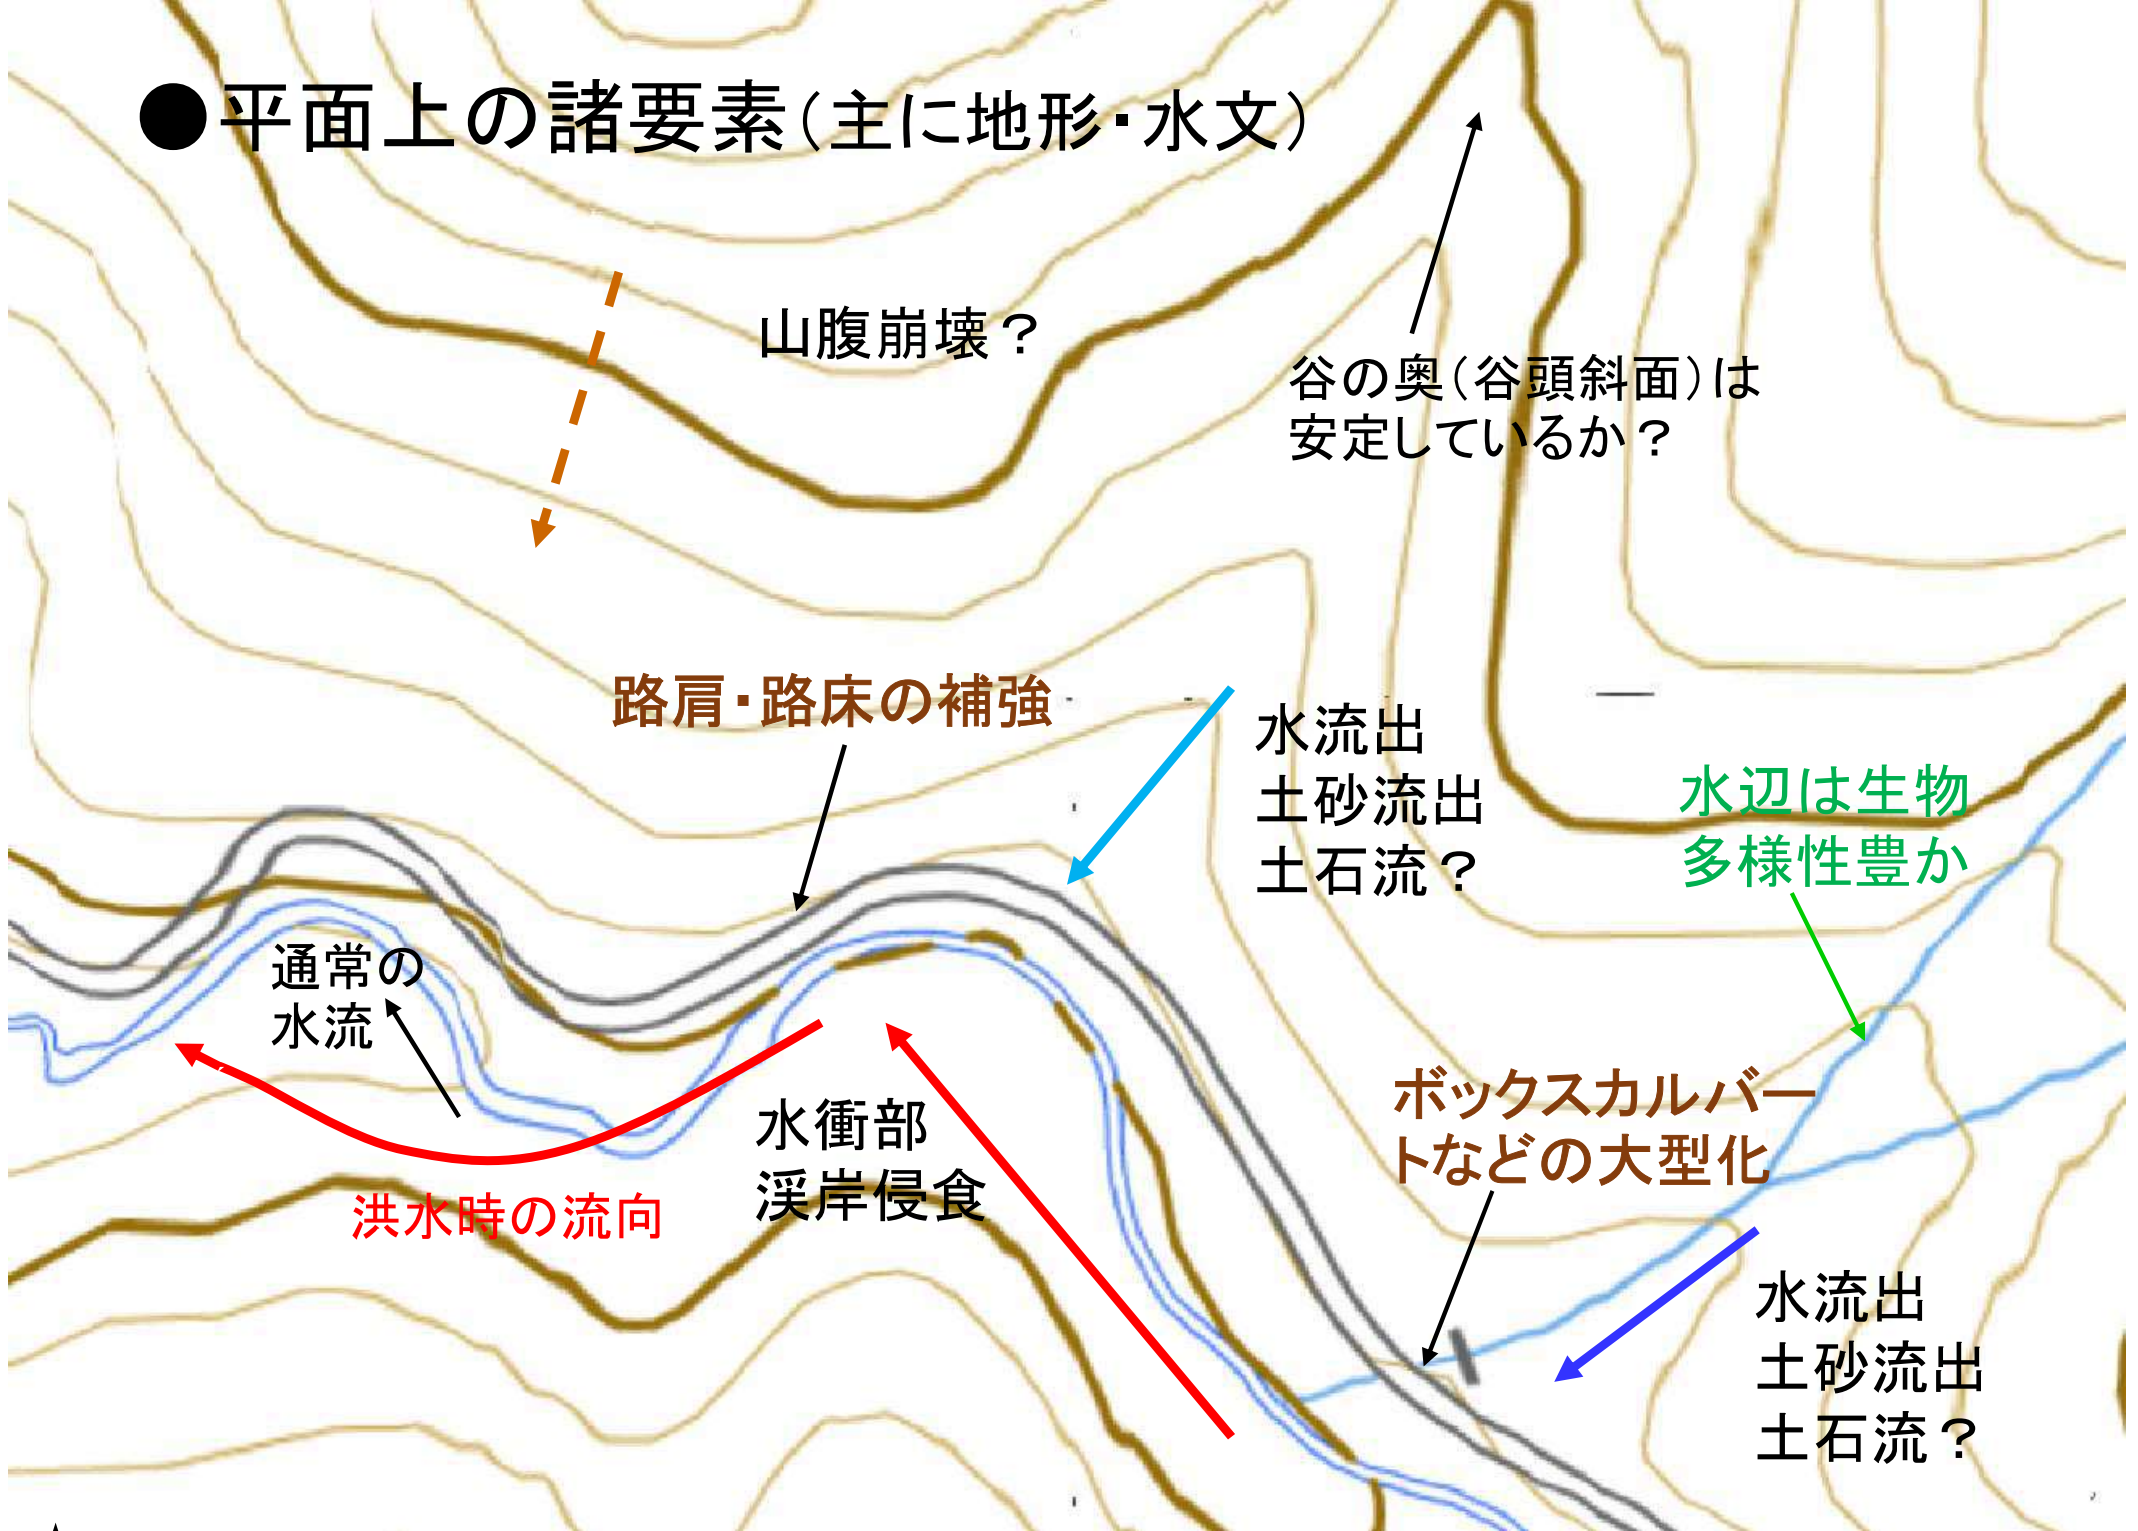 ●平面上の諸要素（主に地形・水文）
山腹崩壊？
谷の奥（谷頭斜面）は
安定しているか？
路肩・路床の補強
水流出
土砂流出
土石流？
水辺は生物
多様性豊か
通常の
水流
ボックスカルバー
トなどの大型化
水衝部
渓岸侵食
洪水時の流向
水流出
土砂流出
土石流？